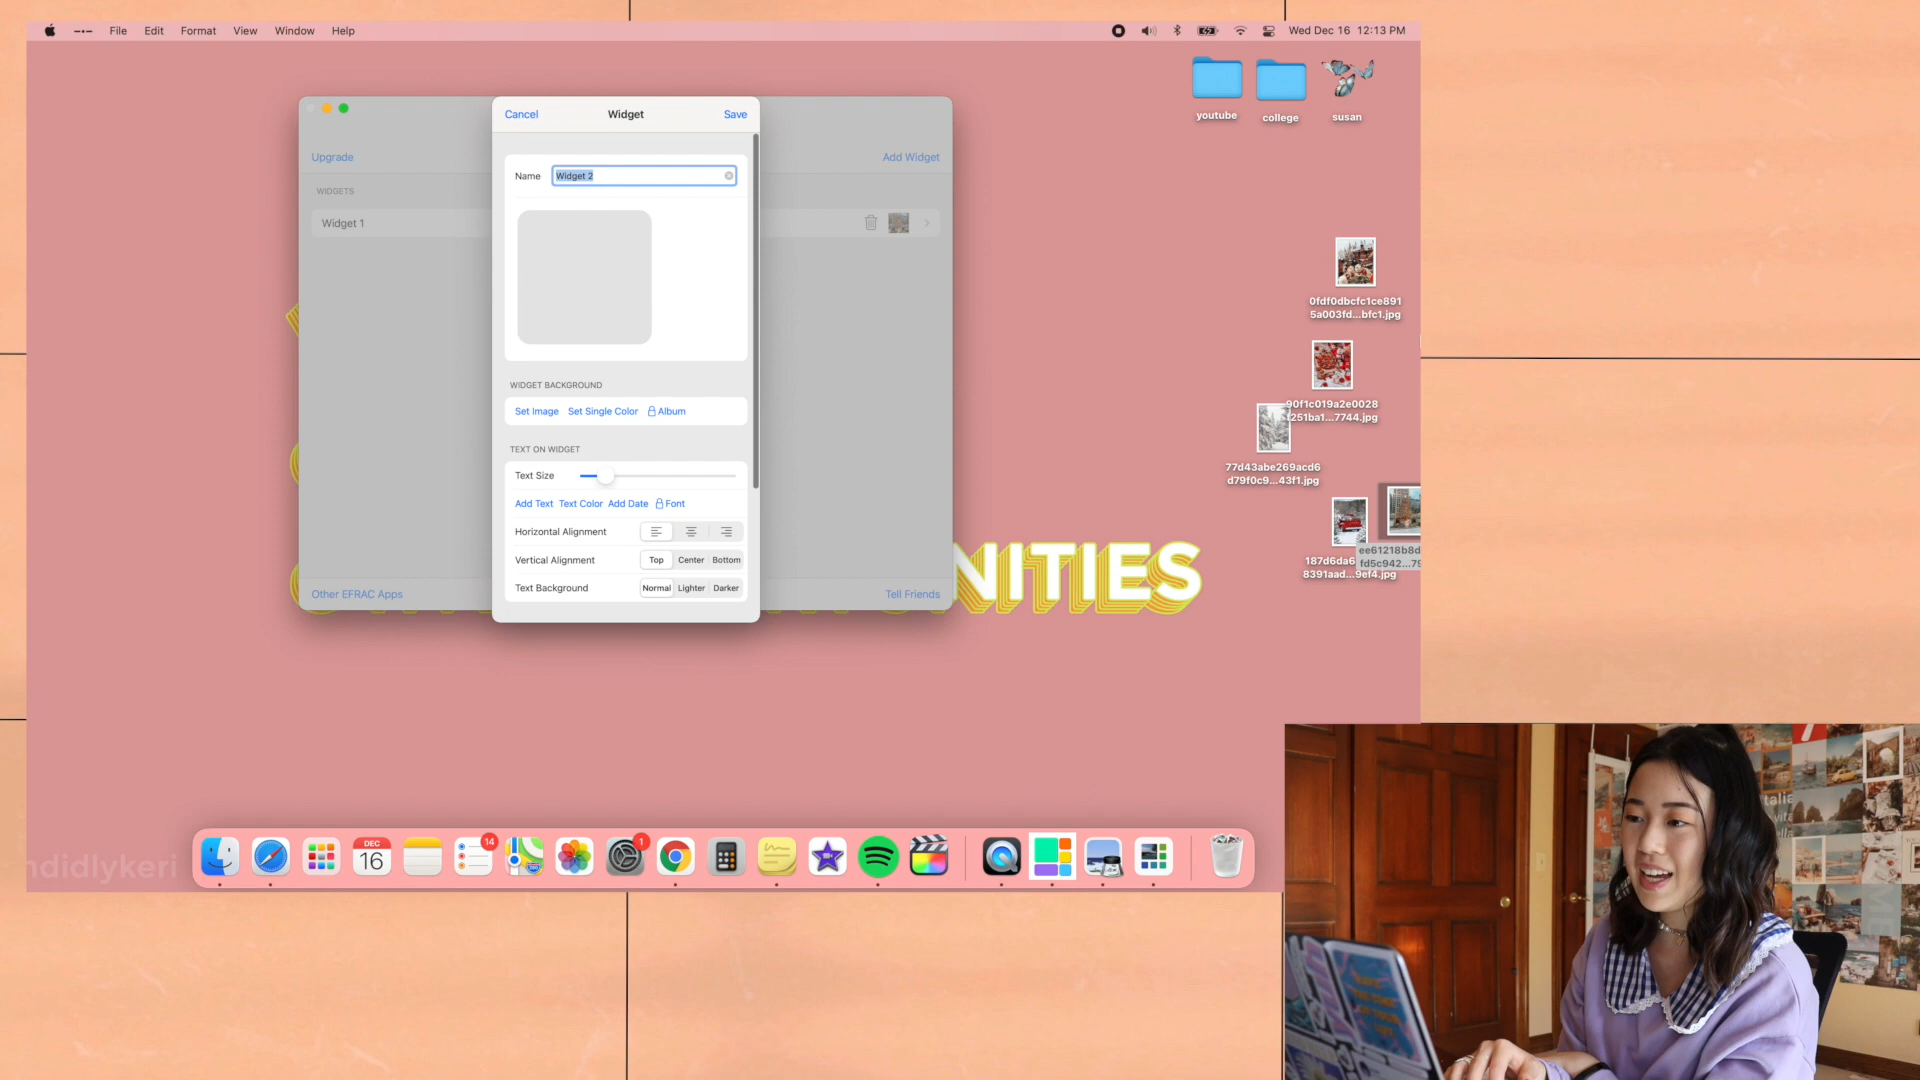 File Edit Format View Window Help
Wed Dec 16 12:13 PM
youtube
college
susan
Cancel Widget Save
Upgrade
Add Widget
WIDGETS
Name Widget 2
Widget 1
0fdf0dbcfc1ce891
5a003fd...bfc1.jpg
90f1c019a2e0028
f251ba1...7744.jpg
WIDGET BACKGROUND
Set Image Set Single Color Album
TEXT ON WIDGET
77d43abe269acd6
d79f0c9...43f1.jpg
Text Size
Add Text Text Color Add Date Font
Horizontal Alignment
Vertical Alignment Top Center Bottom
Text Background Normal Lighter Darker
ee61218b8d
fd5c942...79
187d6da6
8391aad...9ef4.jpg
NITIES
Other EFRAC Apps
Tell Friends
14
1
DEC
16
ndidlykeri